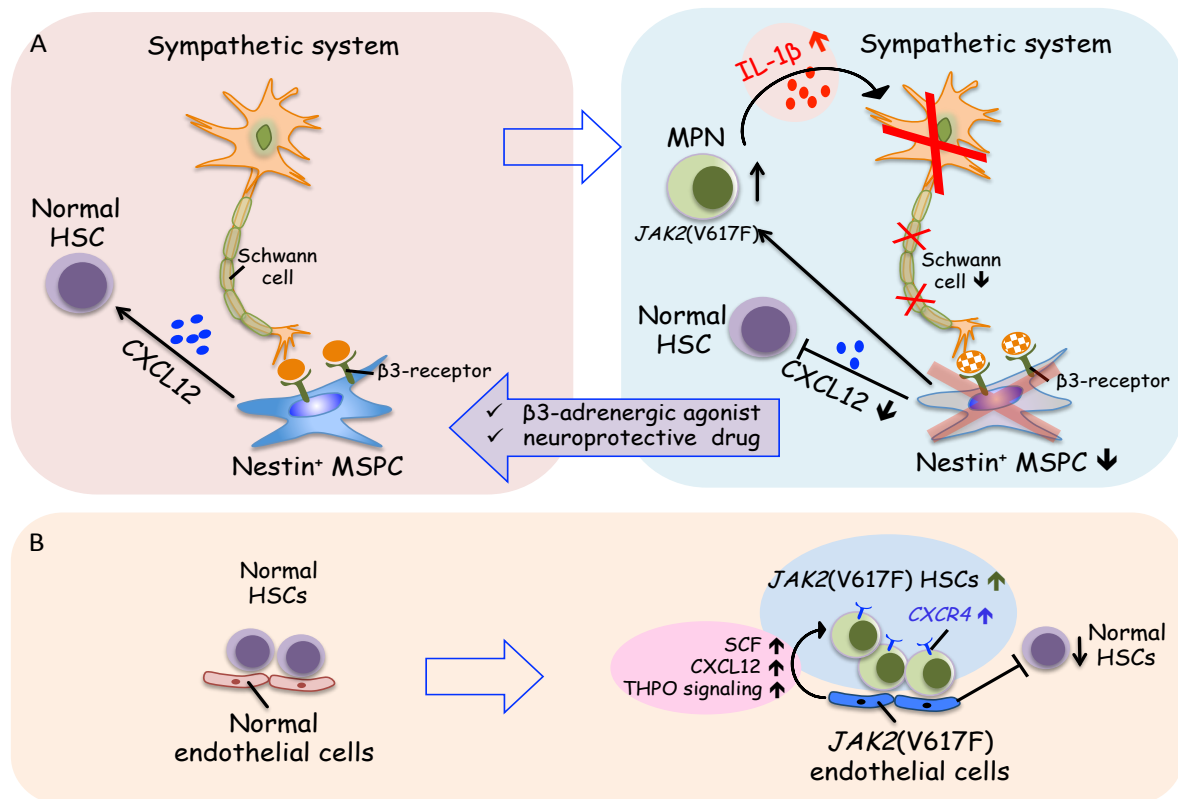 A
Sympathetic system
Normal
HSC
Schwann
cell
CXCL12
β3-receptor
Nestin⁺ MSPC
IL-1β
Sympathetic system
MPN
JAK2(V617F)
Schwann
cell
Normal
HSC
CXCL12
β3-receptor
Nestin⁺ MSPC
✓ β3-adrenergic agonist
✓ neuroprotective drug
B
Normal
HSCs
Normal
endothelial cells
JAK2(V617F) HSCs
CXCR4
SCF
CXCL12
THPO signaling
Normal
HSCs
JAK2(V617F)
endothelial cells